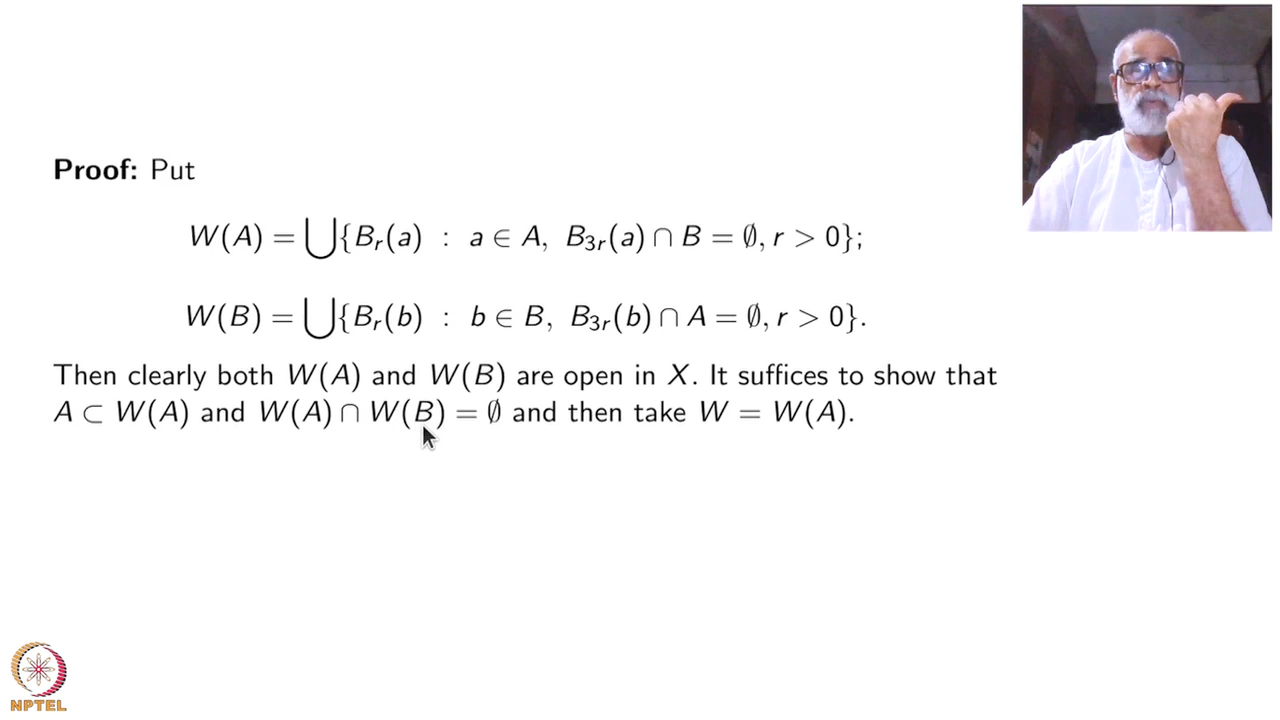 Proof: Put
W(A) = ⋃{B_r(a) : a ∈ A, B_{3r}(a) ∩ B = ∅, r > 0};
W(B) = ⋃{B_r(b) : b ∈ B, B_{3r}(b) ∩ A = ∅, r > 0}.
Then clearly both W(A) and W(B) are open in X. It suffices to show that
A ⊂ W(A) and W(A) ∩ W(B) = ∅ and then take W = W(A).
NPTEL